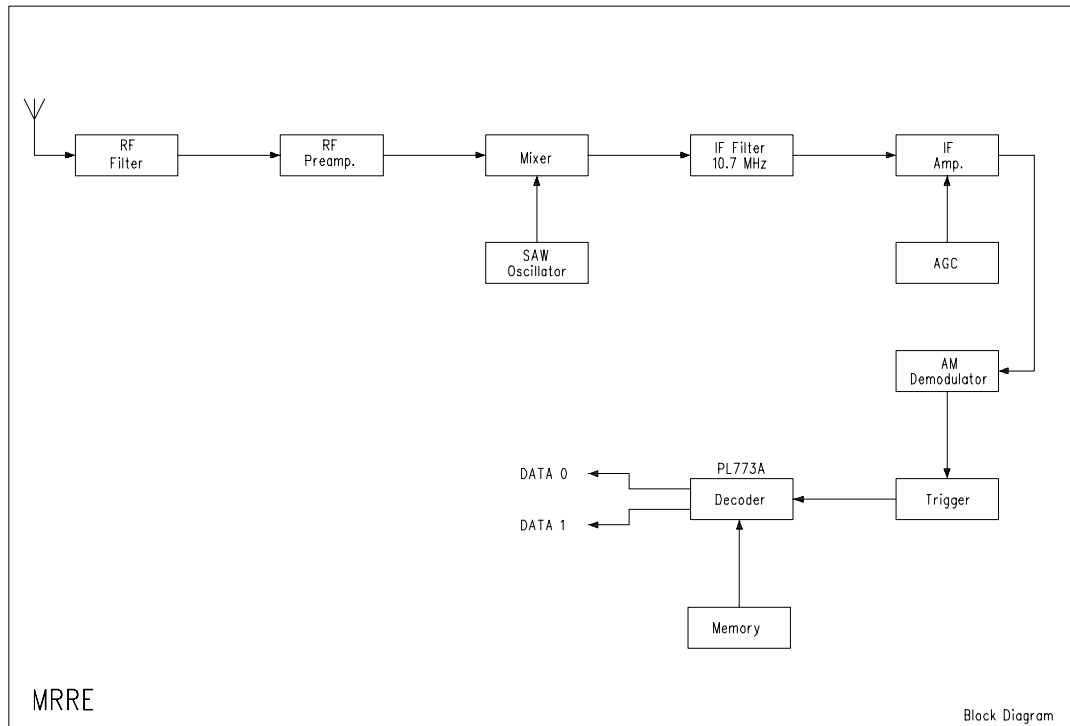 RF
Filter
RF
Preamp.
Mixer
IF Filter
10.7 MHz
IF
Amp.
SAW
Oscillator
AGC
AM
Demodulator
PL773A
DATA 0
Decoder
Trigger
DATA 1
Memory
MRRE
Block Diagram